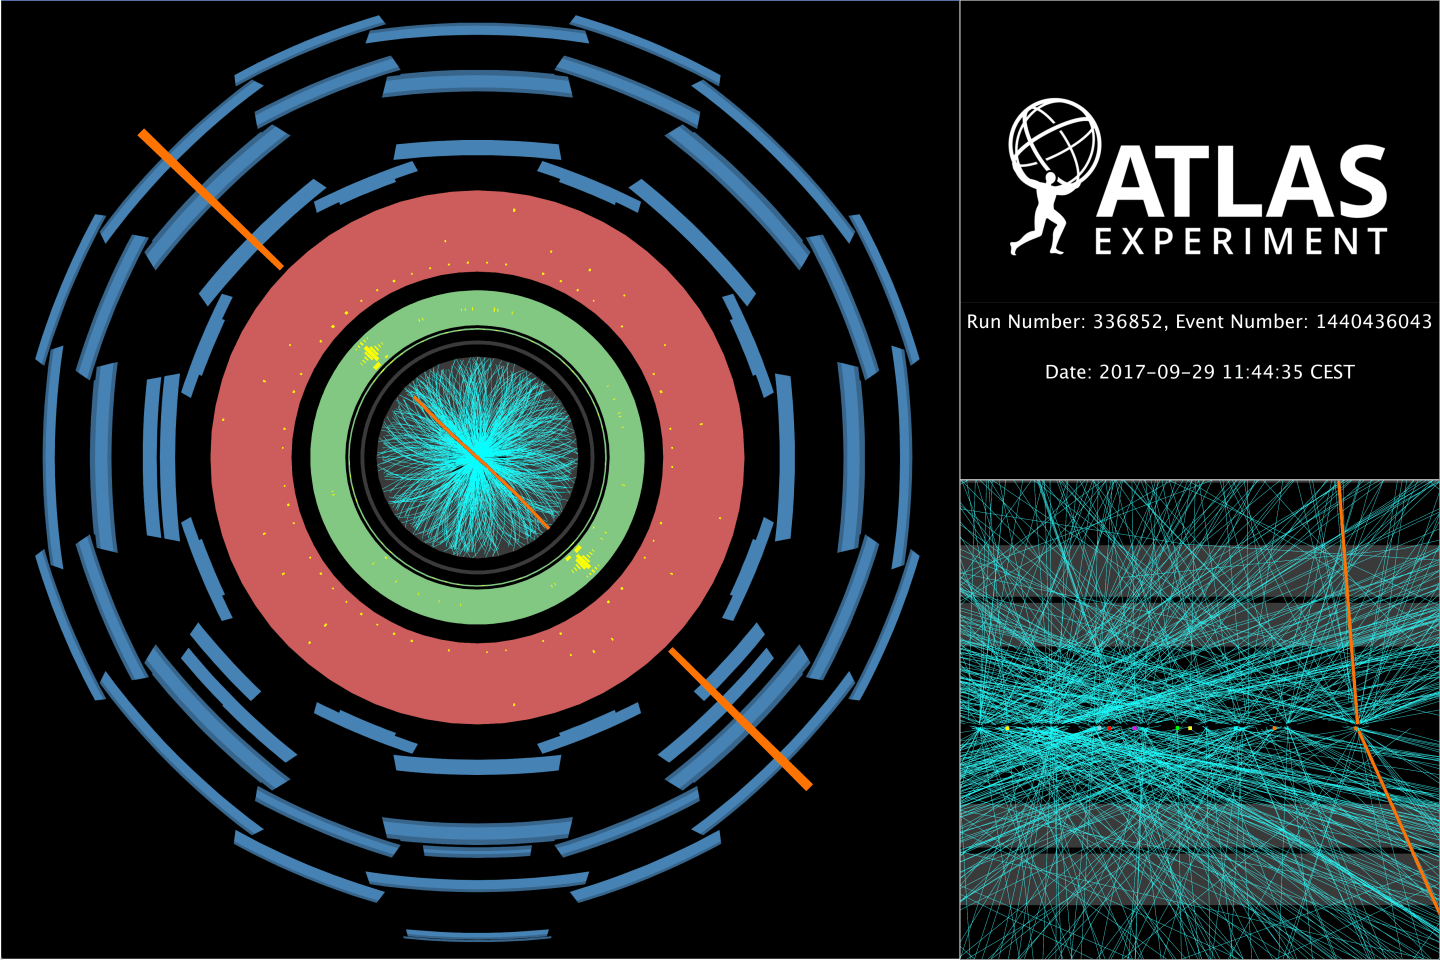 ATLAS
EXPERIMENT
Run Number: 336852, Event Number: 1440436043
Date: 2017-09-29 11:44:35 CEST